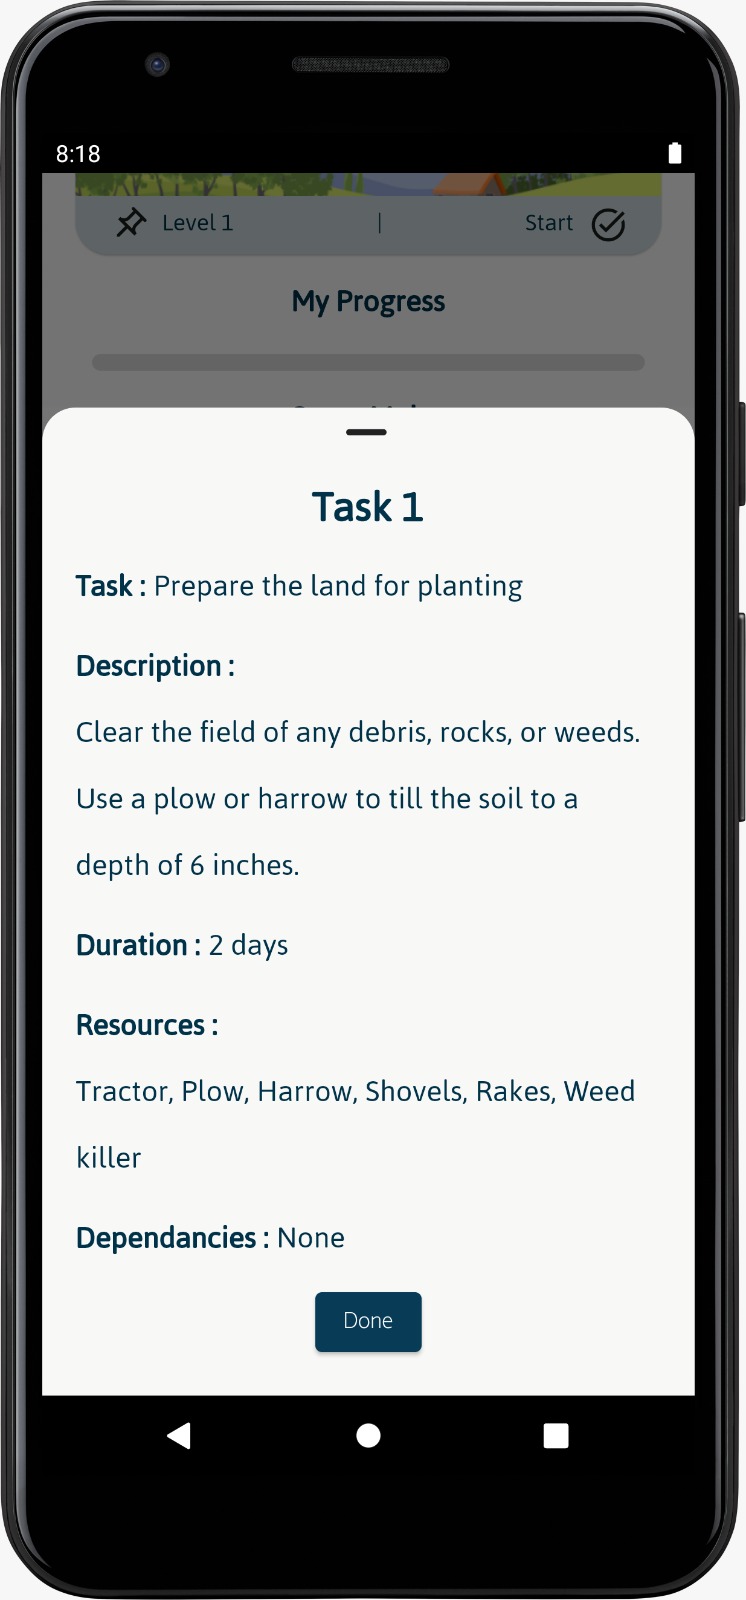 8:18
Level 1 | Start
My Progress
Task 1
Task : Prepare the land for planting
Description :
Clear the field of any debris, rocks, or weeds.
Use a plow or harrow to till the soil to a
depth of 6 inches.
Duration : 2 days
Resources :
Tractor, Plow, Harrow, Shovels, Rakes, Weed
killer
Dependancies : None
Done